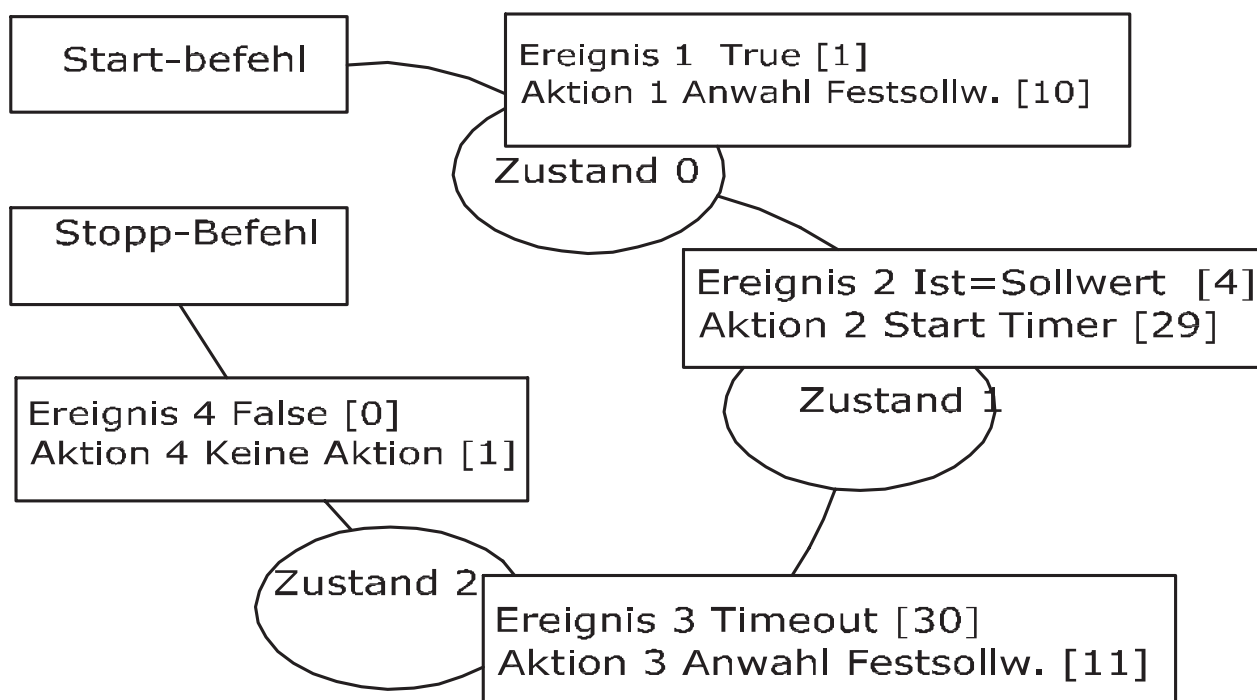 Start-befehl
Ereignis 1 True [1]
Aktion 1 Anwahl Festsollw. [10]
Zustand 0
Stopp-Befehl
Ereignis 2 Ist=Sollwert [4]
Aktion 2 Start Timer [29]
Zustand 1
Ereignis 4 False [0]
Aktion 4 Keine Aktion [1]
Zustand 2
Ereignis 3 Timeout [30]
Aktion 3 Anwahl Festsollw. [11]